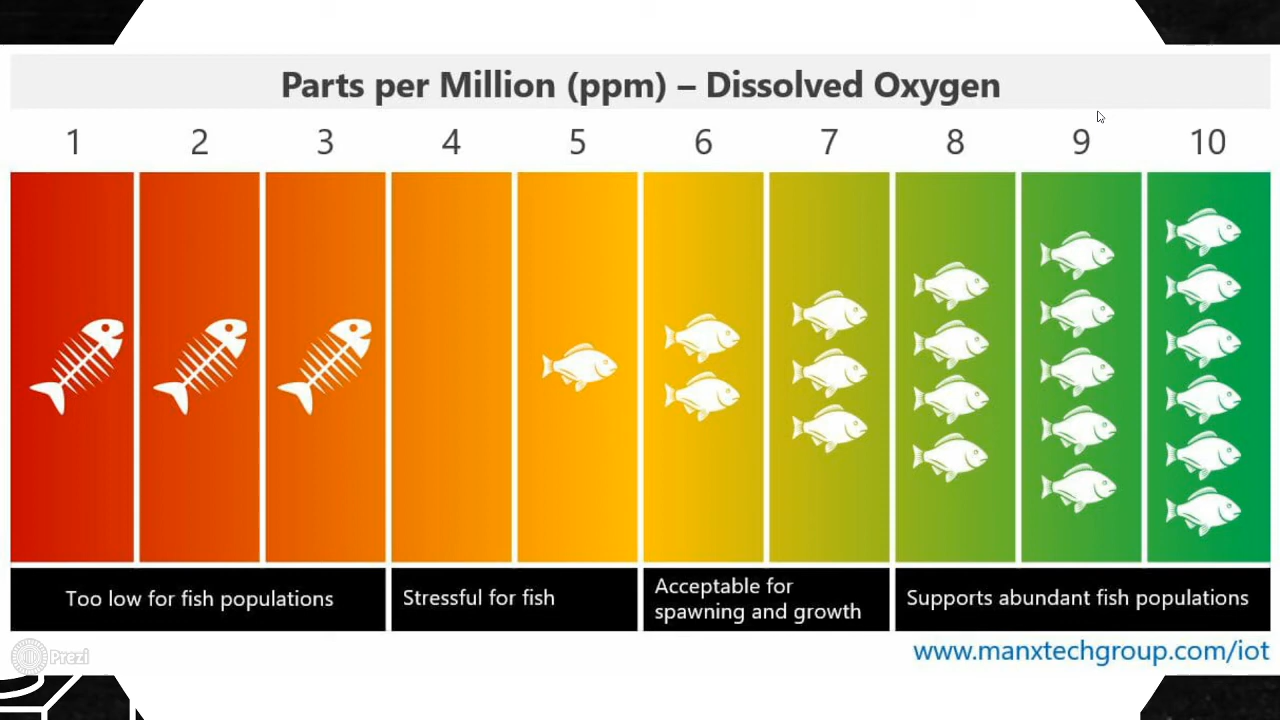 Parts per Million (ppm) – Dissolved Oxygen
1 2 3 4 5 6 7 8 9 10
Too low for fish populations
Stressful for fish
Acceptable for
spawning and growth
Supports abundant fish populations
www.manxtechgroup.com/iot
Prezi